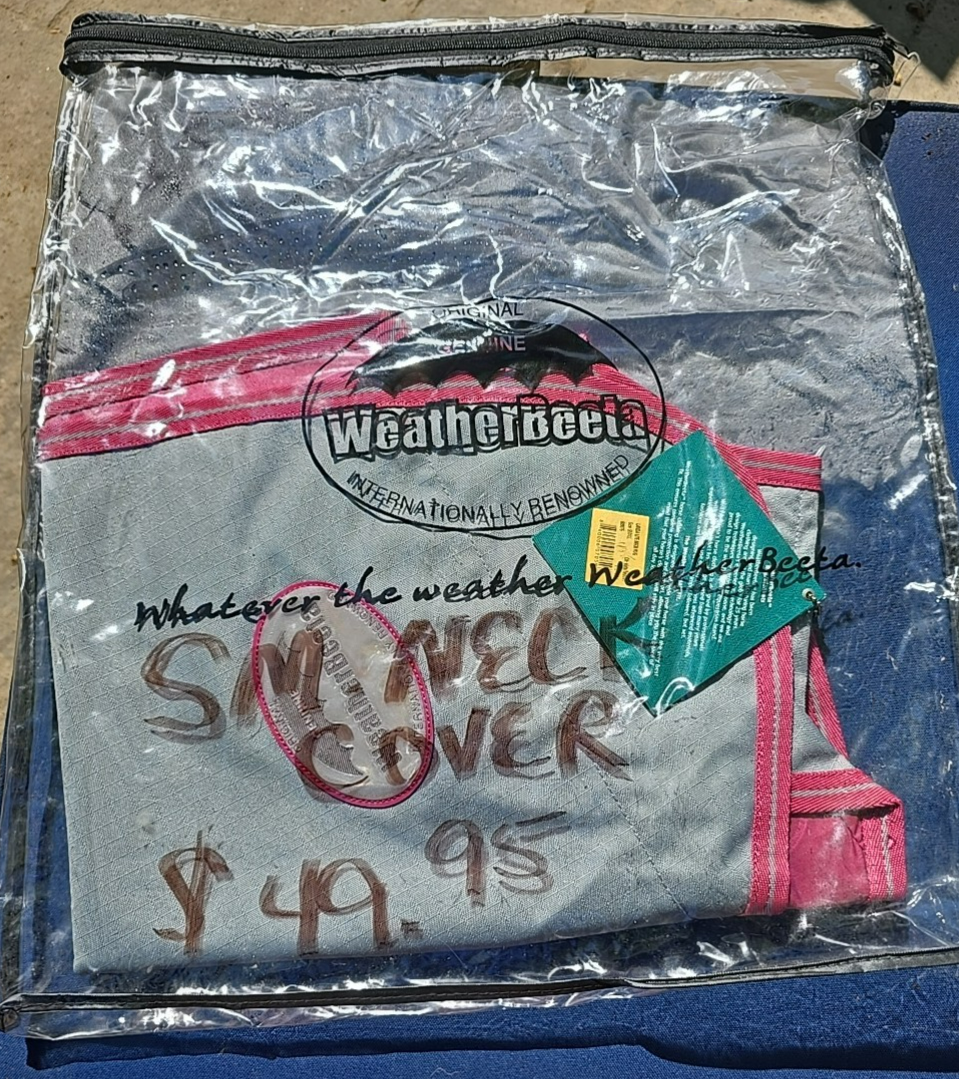 ORIGINAL
GENUINE
WeatherBeeta
INTERNATIONALLY RENOWNED
Whatever the weather WeatherBeeta.
SM NECK
COVER
$49.95